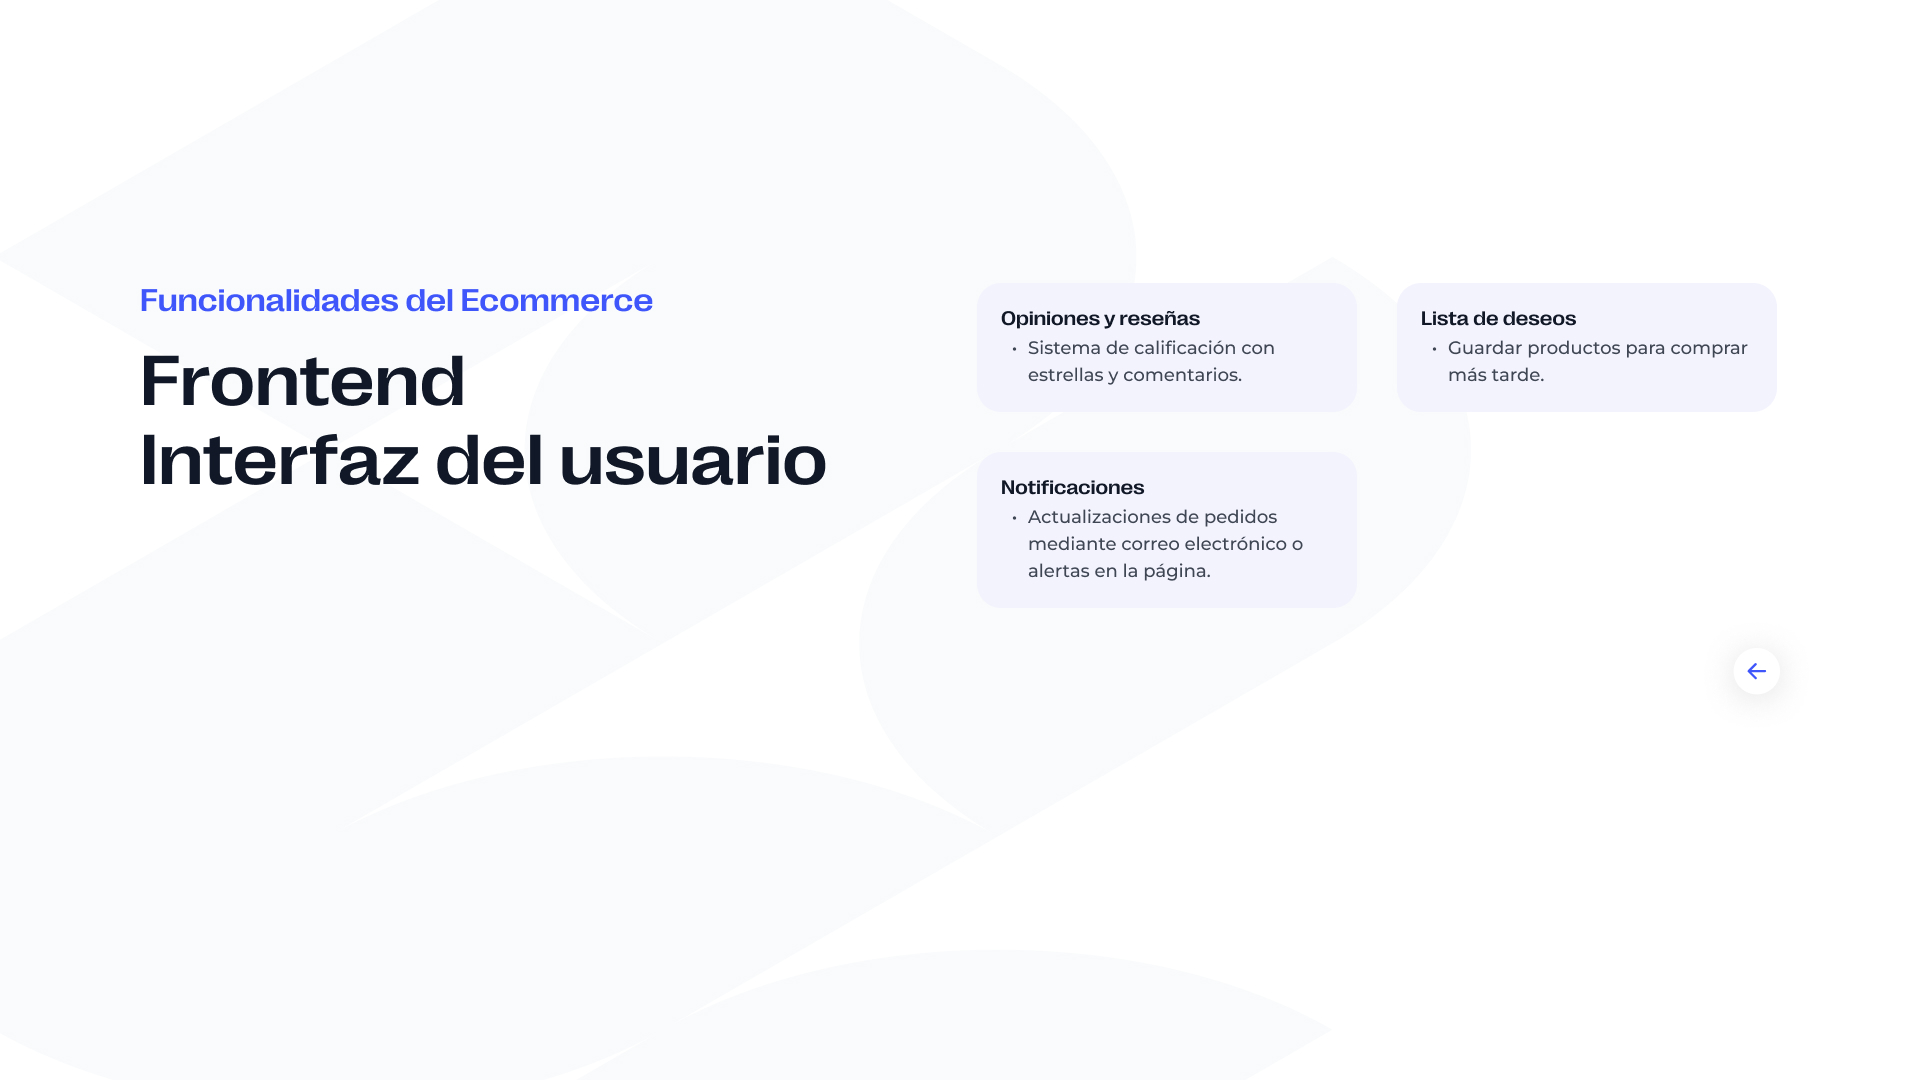 Funcionalidades del Ecommerce
Frontend
Interfaz del usuario
Opiniones y reseñas
• Sistema de calificación con
estrellas y comentarios.
Lista de deseos
• Guardar productos para comprar
más tarde.
Notificaciones
• Actualizaciones de pedidos
mediante correo electrónico o
alertas en la página.